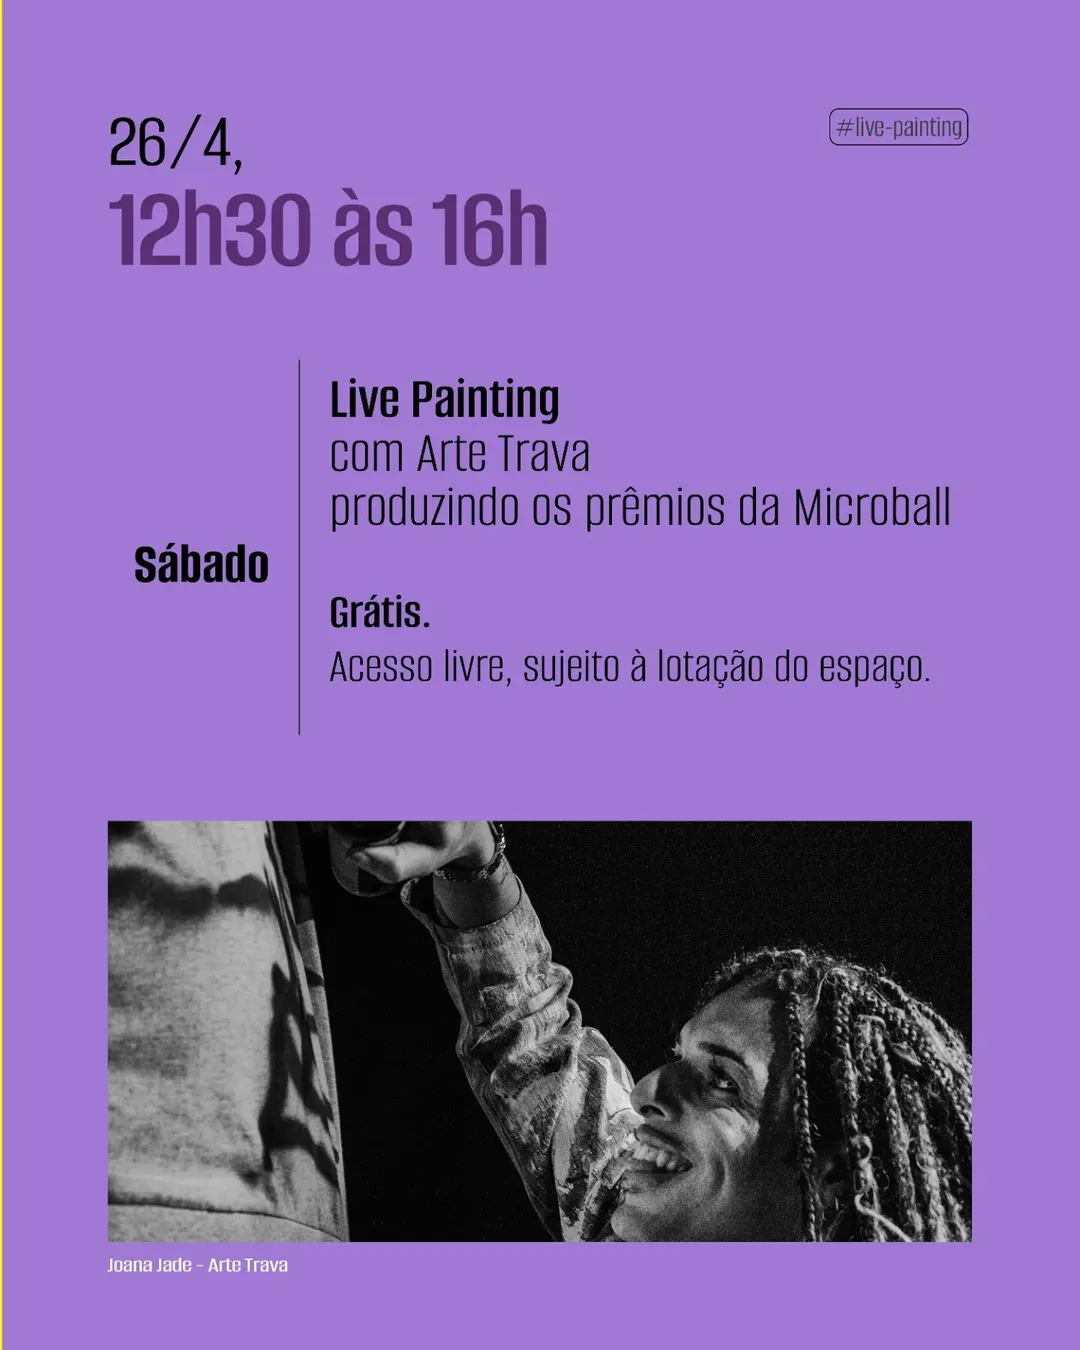 26/4,
#live-painting
12h30 às 16h
Live Painting
com Arte Trava
produzindo os prêmios da Microball
Sábado
Grátis.
Acesso livre, sujeito à lotação do espaço.
Joana Jade - Arte Trava